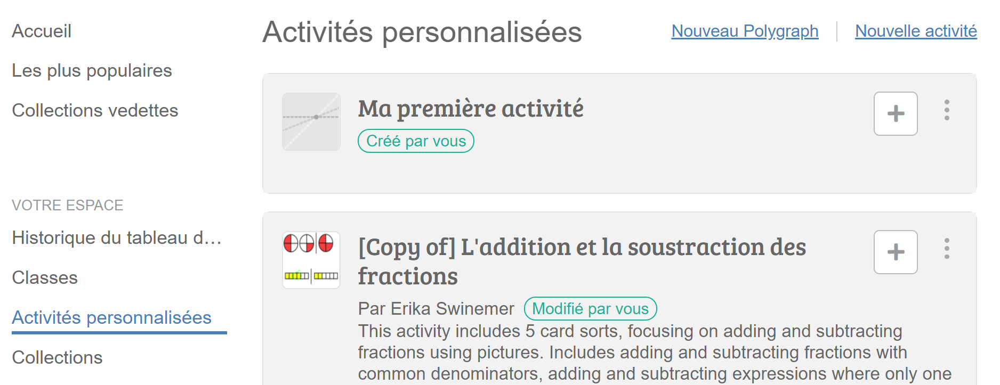 Accueil
Les plus populaires
Collections vedettes
VOTRE ESPACE
Historique du tableau d…
Classes
Activités personnalisées
Collections
Activités personnalisées
Nouveau Polygraph
Nouvelle activité
Ma première activité
Créé par vous
[Copy of] L'addition et la soustraction des
fractions
Par Erika Swinemer Modifié par vous
This activity includes 5 card sorts, focusing on adding and subtracting
fractions using pictures. Includes adding and subtracting fractions with
common denominators, adding and subtracting expressions where only one